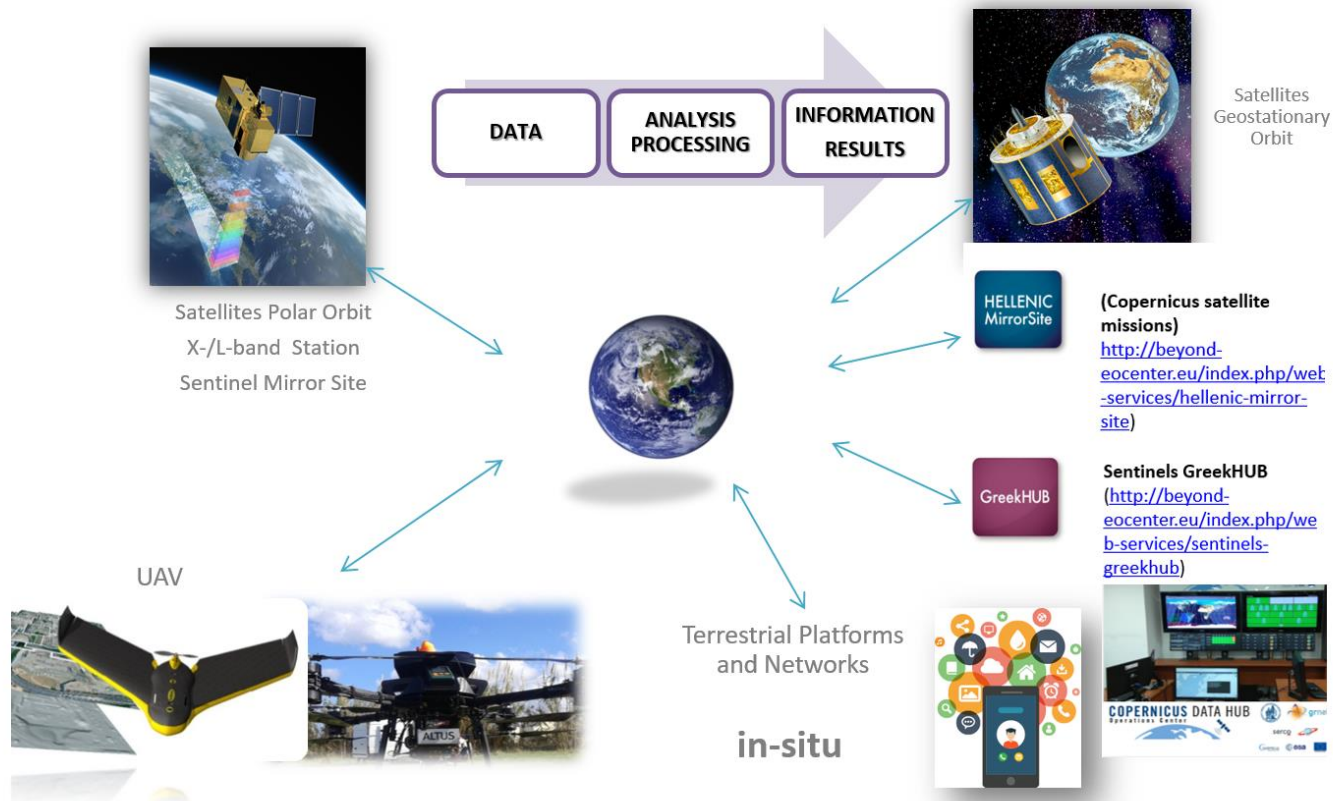 DATA
ANALYSIS
PROCESSING
INFORMATION
RESULTS
Satellites
Geostationary
Orbit
Satellites Polar Orbit
X-/L-band Station
Sentinel Mirror Site
HELLENIC
MirrorSite
(Copernicus satellite
missions)
http://beyond-
eocenter.eu/index.php/web
-services/hellenic-mirror-
site)
GreekHUB
Sentinels GreekHUB
(http://beyond-
eocenter.eu/index.php/we
b-services/sentinels-
greekhub)
UAV
ALTUS
Terrestrial Platforms
and Networks
in-situ
COPERNICUS DATA HUB
Operations Center
grnet
esa